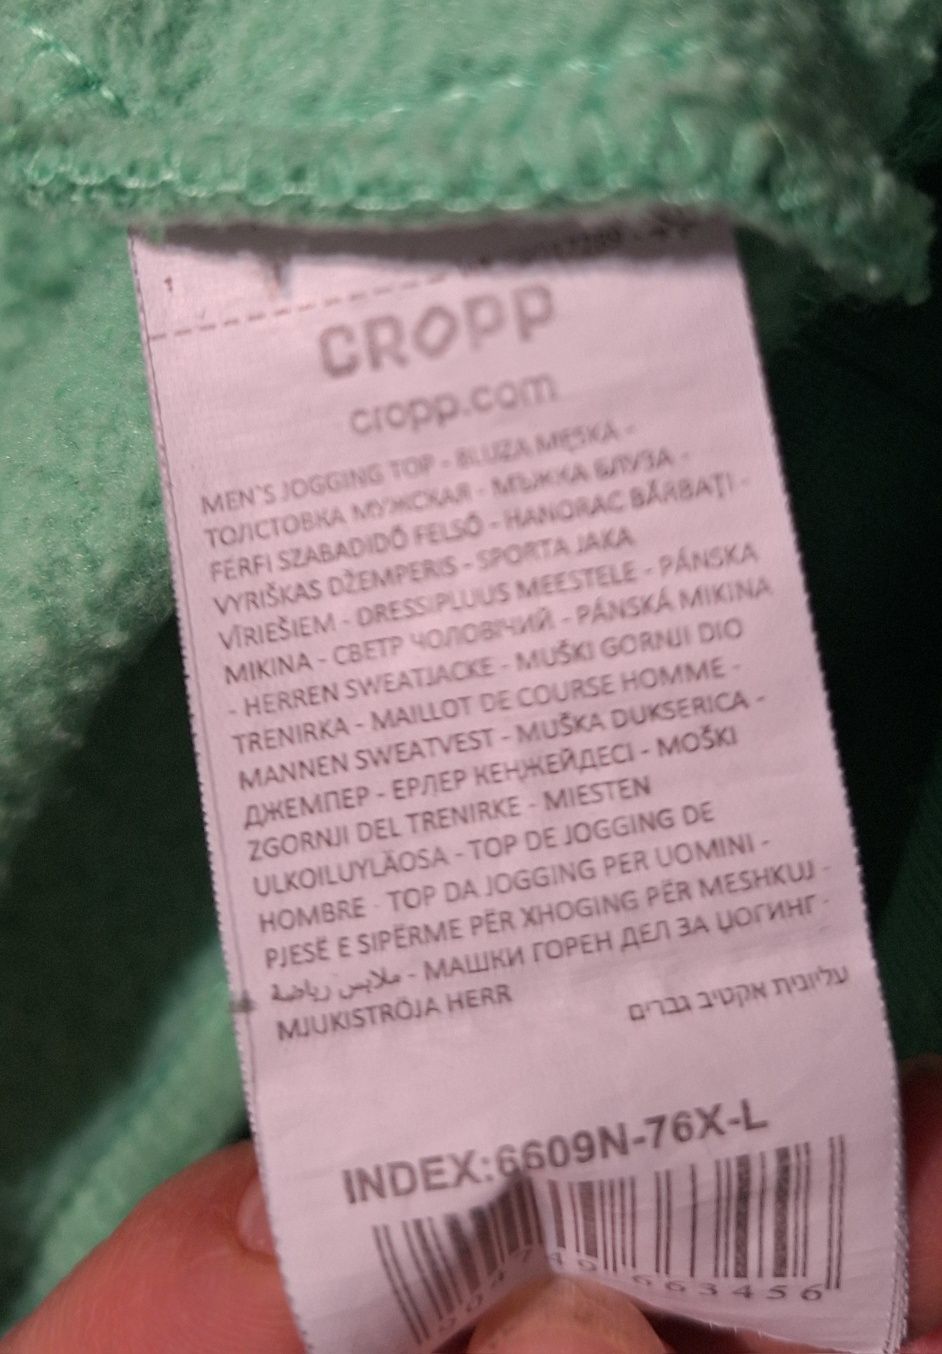 CROPP
cropp.com
MEN`S JOGGING TOP - BLUZA MĘSKA -
ТОЛСТОВКА МУЖСКАЯ - МЪЖКА БЛУЗА -
FERFI SZABADIDŐ FELSŐ - HANORAC BĂRBAŢI -
VYRIŠKAS DŽEMPERIS - SPORTA JAKA
VĪRIEŠIEM - DRESSIPLUUS MEESTELE - PÁNSKA
MIKINA - СВЕТР ЧОЛОВІЧИЙ - PÁNSKÁ MIKINA
- HERREN SWEATJACKE - MUŠKI GORNJI DIO
TRENIRKA - MAILLOT DE COURSE HOMME -
MANNEN SWEATVEST - MUŠKA DUKSERICA -
ДЖЕМПЕР - ЕРЛЕР КЕҢЖЕЙДЕСІ - MOŠKI
ZGORNJI DEL TRENIRKE - MIESTEN
ULKOILUYLÄOSA - TOP DE JOGGING DE
HOMBRE - TOP DA JOGGING PER UOMINI -
PJESË E SIPËRME PËR XHOGING PËR MESHKUJ -
ملابس رياضية - МАШКИ ГОРЕН ДЕЛ ЗА ЏОГИНГ -
MJUKISTRÖJA HERR
עליונית אקטיב גברים
INDEX:6609N-76X-L
663456